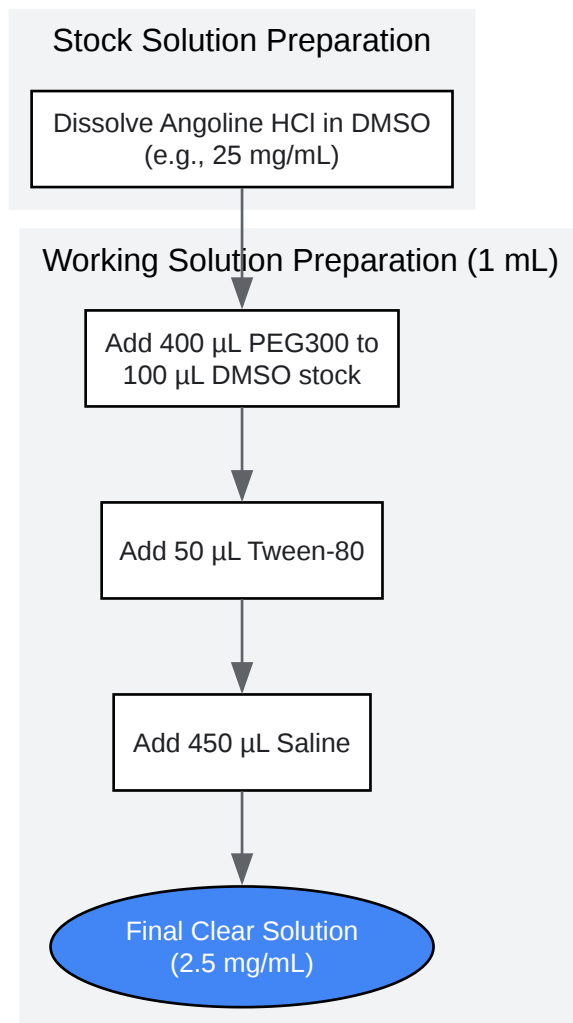 Stock Solution Preparation
Dissolve Angoline HCl in DMSO
(e.g., 25 mg/mL)
Working Solution Preparation (1 mL)
Add 400 µL PEG300 to
100 µL DMSO stock
Add 50 µL Tween-80
Add 450 µL Saline
Final Clear Solution
(2.5 mg/mL)